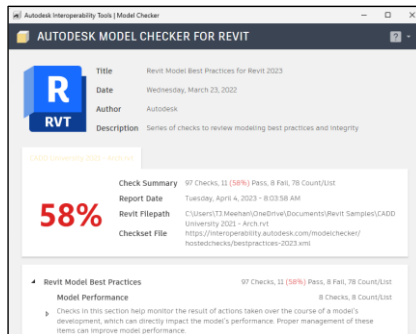 Autodesk Interoperability Tools | Model Checker
AUTODESK MODEL CHECKER FOR REVIT
?
R
RVT
Title Revit Model Best Practices for Revit 2023
Date Wednesday, March 23, 2022
Author Autodesk
Description Series of checks to review modeling best practices and integrity
CADD University 2021 - Arch.rvt
58%
Check Summary 97 Checks, 11 (58%) Pass, 8 Fail, 78 Count/List
Report Date Tuesday, April 4, 2023 - 8:03:58 AM
Revit Filepath C:\Users\TJ.Meehan\OneDrive\Documents\Revit Samples\CADD
University 2021 - Arch.rvt
Checkset File https://interoperability.autodesk.com/modelchecker/
hostedchecks/bestpractices-2023.xml
Revit Model Best Practices 97 Checks, 11 (58%) Pass, 8 Fail, 78 Count/List
Model Performance 8 Checks, 8 Count/List
Checks in this section help monitor the result of actions taken over the course of a model's
development, which can directly impact the model's performance. Proper management of these
items can improve model performance.